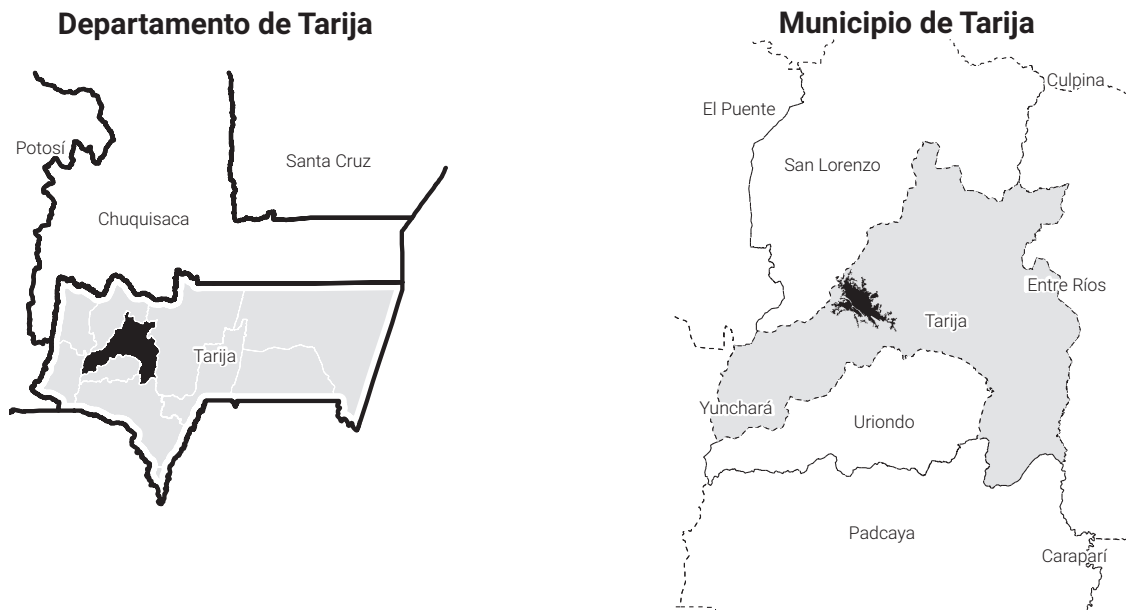 Departamento de Tarija
Potosí
Santa Cruz
Chuquisaca
Tarija
Municipio de Tarija
Culpina
El Puente
San Lorenzo
Entre Ríos
Tarija
Yunchará
Uriondo
Padcaya
Caraparí